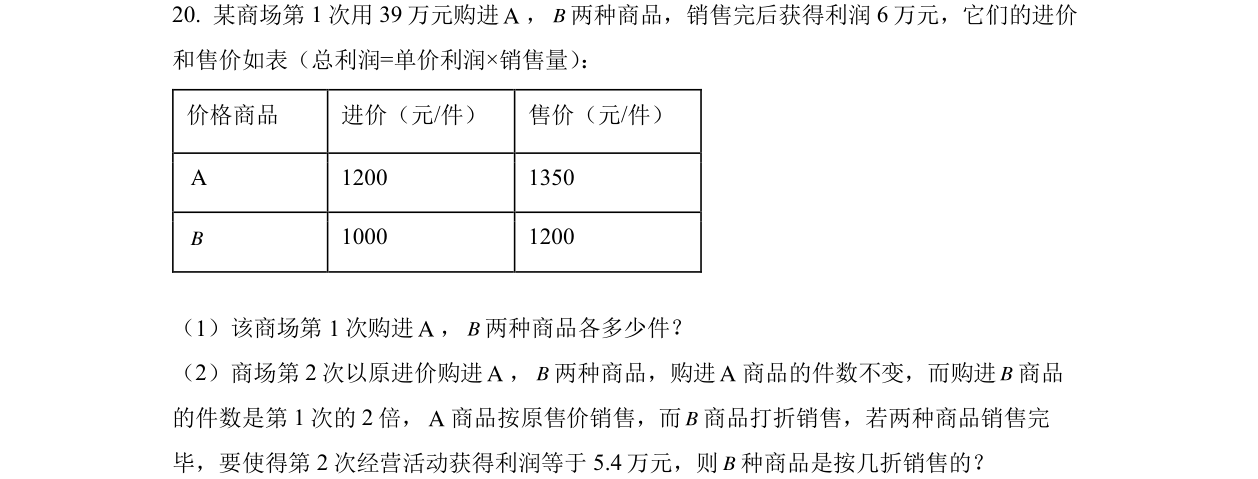 20. 某商场第 1 次用 39 万元购进 A ， B 两种商品，销售完后获得利润 6 万元，它们的进价
和售价如表（总利润=单价利润×销售量）：
价格商品 进价（元/件） 售价（元/件）
A 1200 1350
B 1000 1200
（1）该商场第 1 次购进 A ， B 两种商品各多少件？
（2）商场第 2 次以原进价购进 A ， B 两种商品，购进 A 商品的件数不变，而购进 B 商品
的件数是第 1 次的 2 倍， A 商品按原售价销售，而 B 商品打折销售，若两种商品销售完
毕，要使得第 2 次经营活动获得利润等于 5.4 万元，则 B 种商品是按几折销售的？